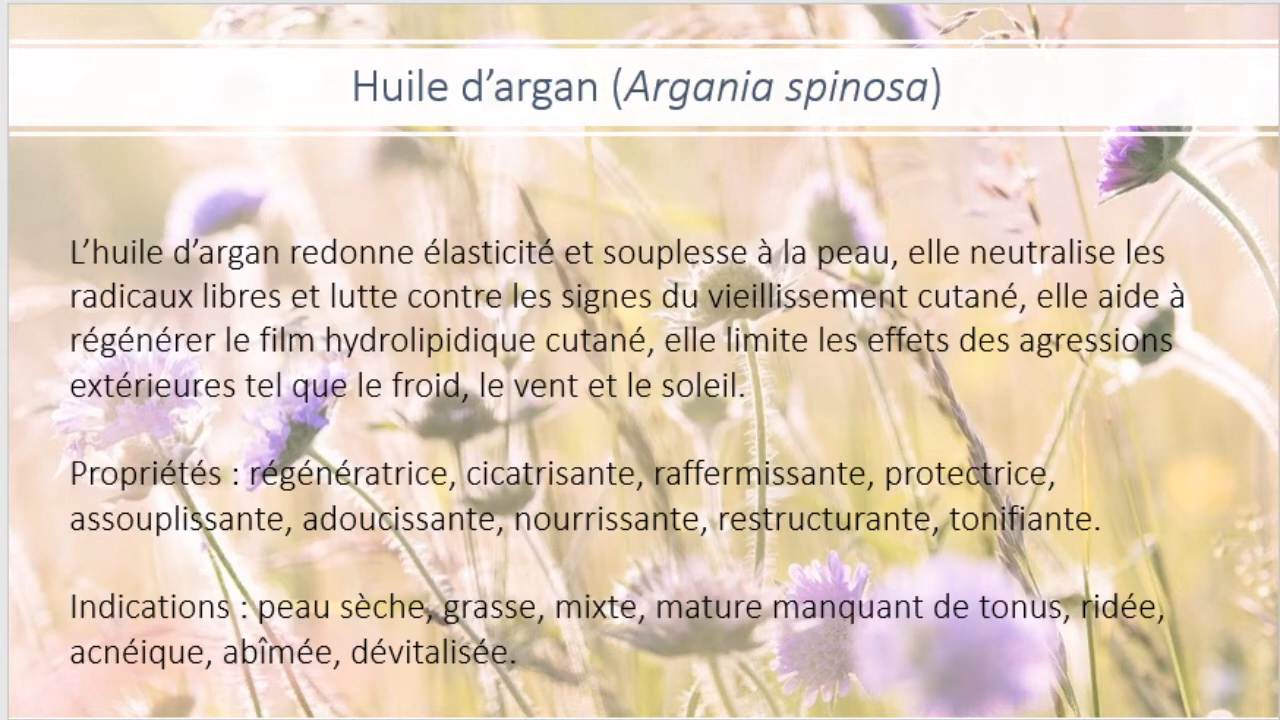 Huile d’argan (Argania spinosa)
L’huile d’argan redonne élasticité et souplesse à la peau, elle neutralise les
radicaux libres et lutte contre les signes du vieillissement cutané, elle aide à
régénérer le film hydrolipidique cutané, elle limite les effets des agressions
extérieures tel que le froid, le vent et le soleil.
Propriétés : régénératrice, cicatrisante, raffermissante, protectrice,
assouplissante, adoucissante, nourrissante, restructurante, tonifiante.
Indications : peau sèche, grasse, mixte, mature manquant de tonus, ridée,
acnéique, abîmée, dévitalisée.